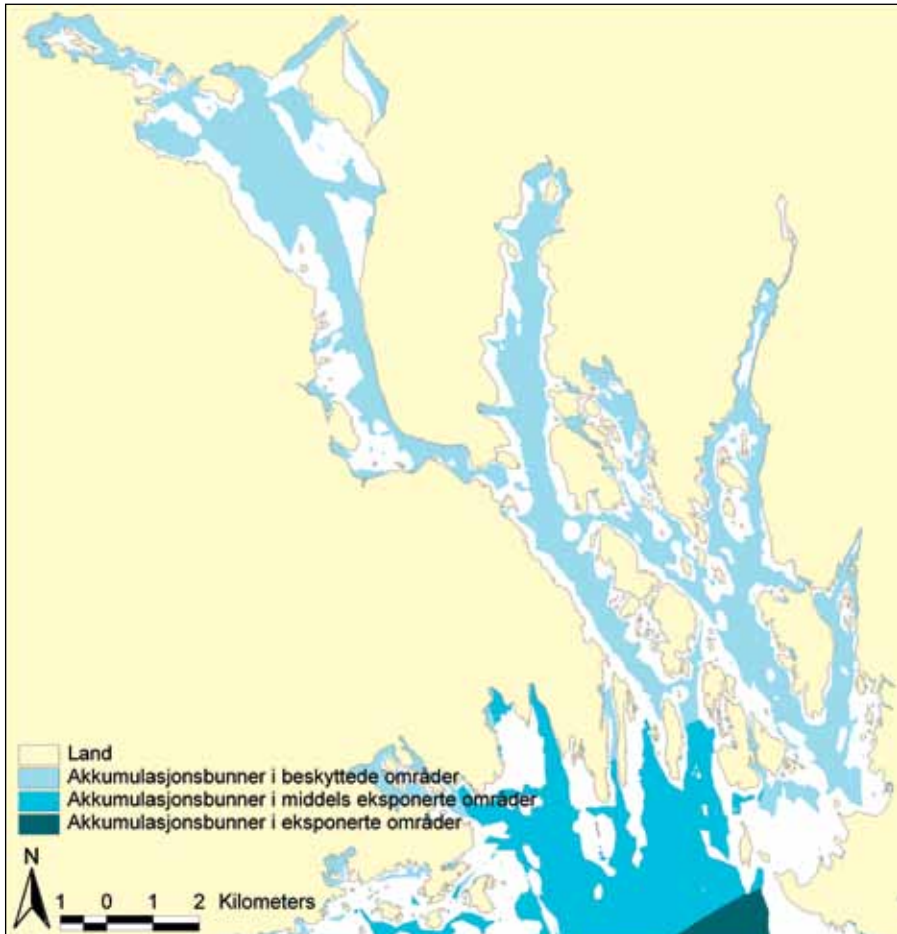 Land
Akkumulasjonsbunner i beskyttede områder
Akkumulasjonsbunner i middels eksponerte områder
Akkumulasjonsbunner i eksponerte områder
N
1 0 1 2 Kilometers